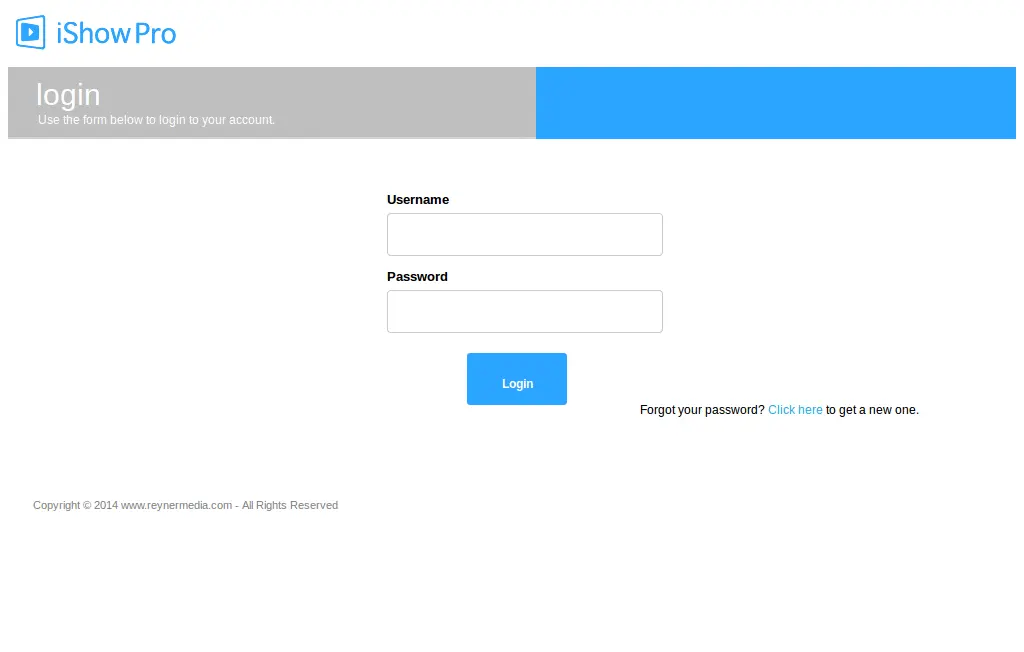 iShowPro
login
Use the form below to login to your account.
Username
Password
Login
Forgot your password? Click here to get a new one.
Copyright © 2014 www.reynermedia.com - All Rights Reserved